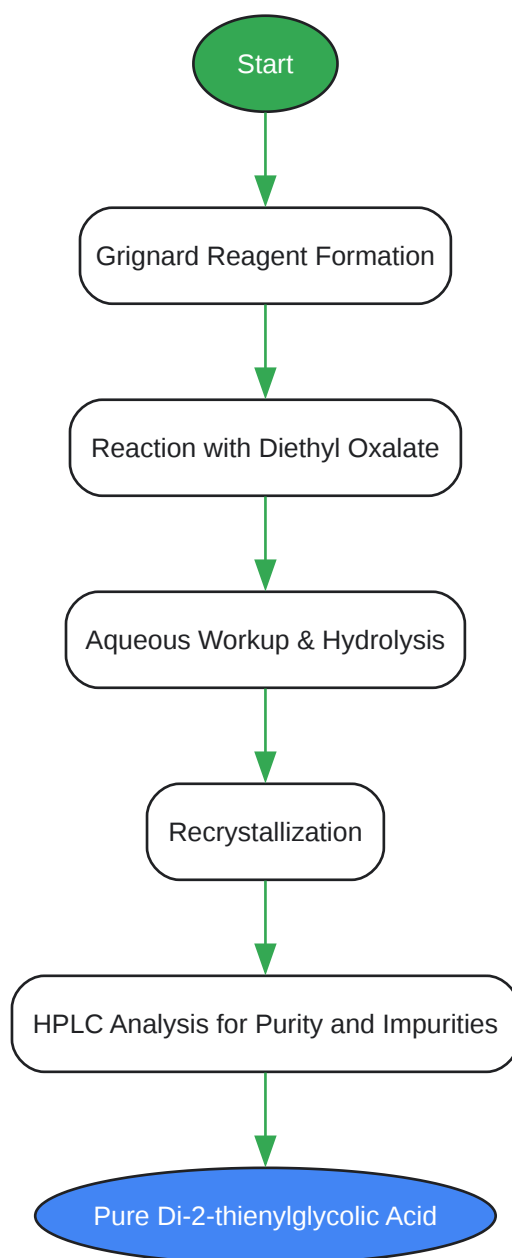 Start
Grignard Reagent Formation
Reaction with Diethyl Oxalate
Aqueous Workup & Hydrolysis
Recrystallization
HPLC Analysis for Purity and Impurities
Pure Di-2-thienylglycolic Acid